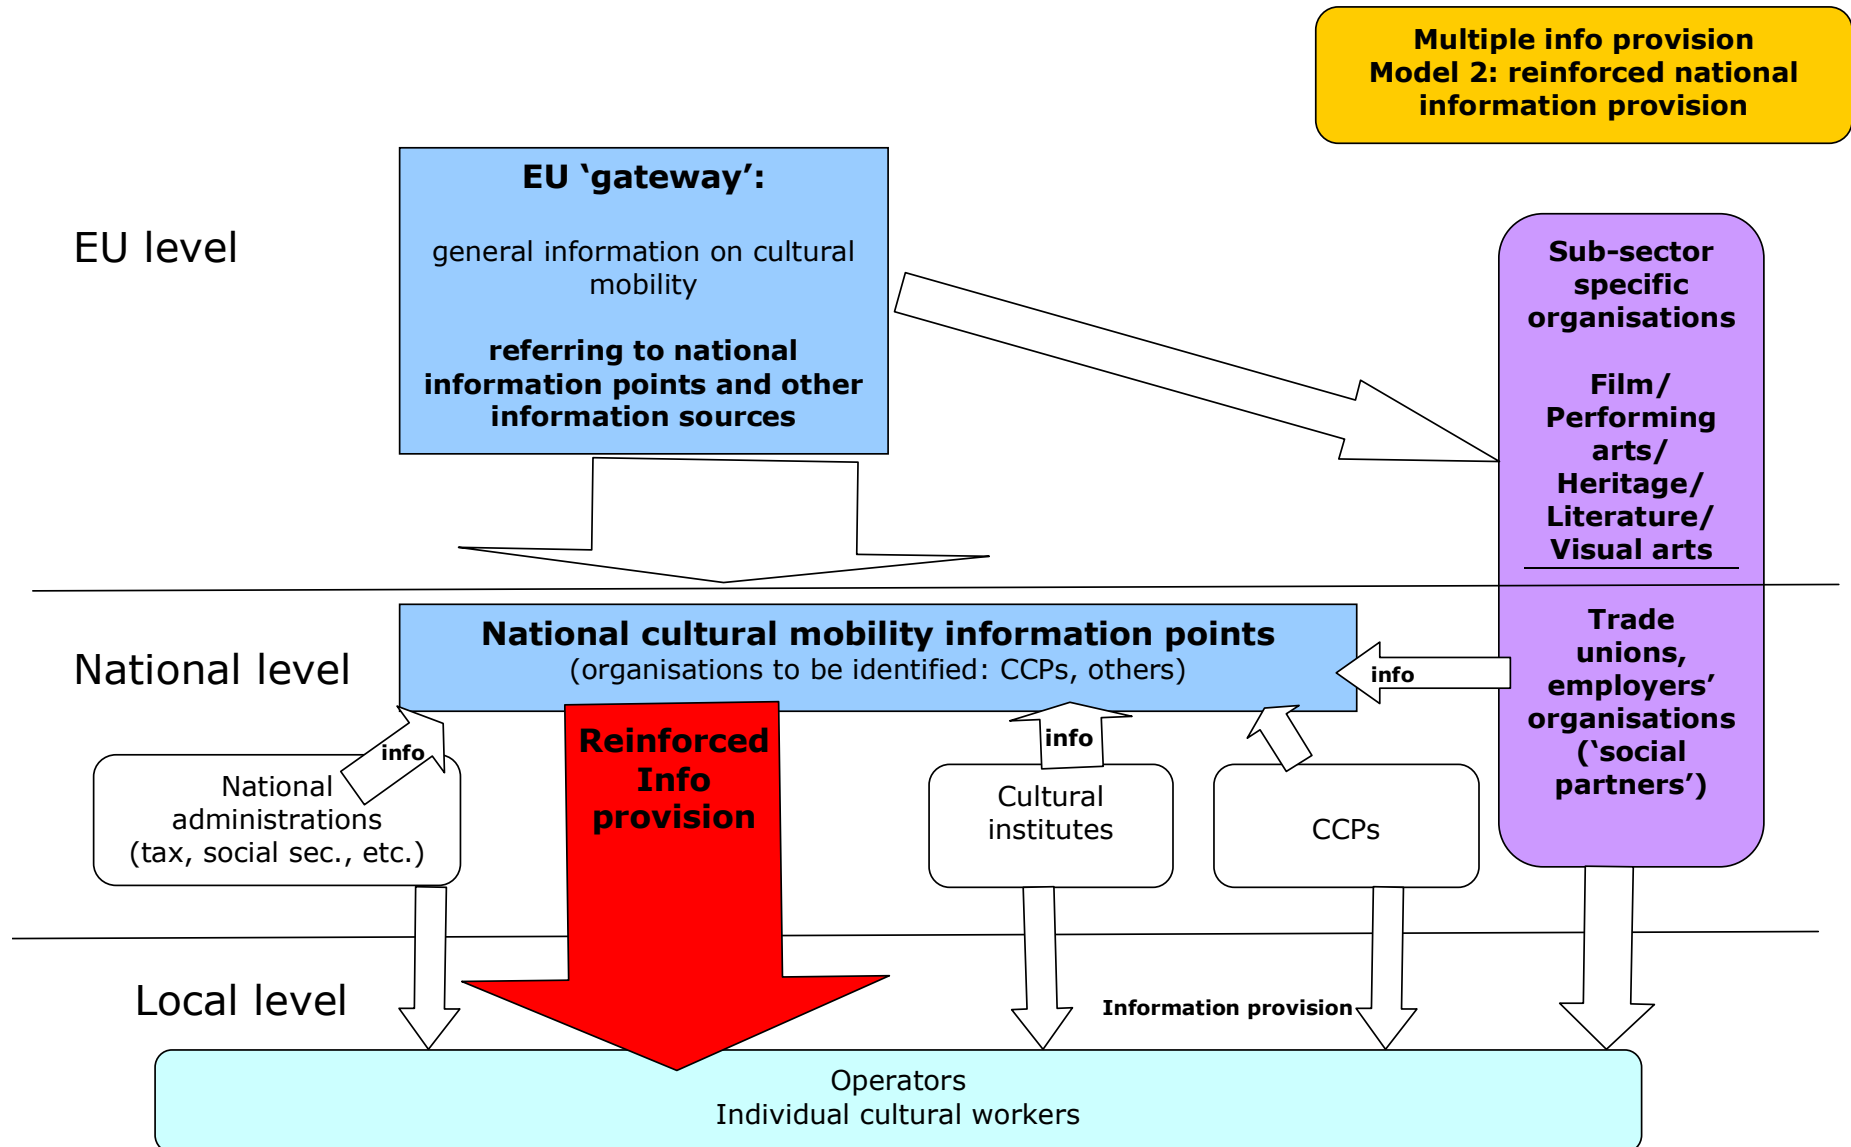 Multiple info provision
Model 2: reinforced national
information provision
EU ‘gateway’:
general information on cultural
mobility
referring to national
information points and other
information sources
EU level
Sub-sector
specific
organisations
Film/
Performing
arts/
Heritage/
Literature/
Visual arts
National level
National cultural mobility information points
(organisations to be identified: CCPs, others)
info
Trade
unions,
employers’
organisations
(‘social
partners’)
info
Reinforced
Info
provision
info
National
administrations
(tax, social sec., etc.)
Cultural
institutes
CCPs
Local level
Information provision
Operators
Individual cultural workers